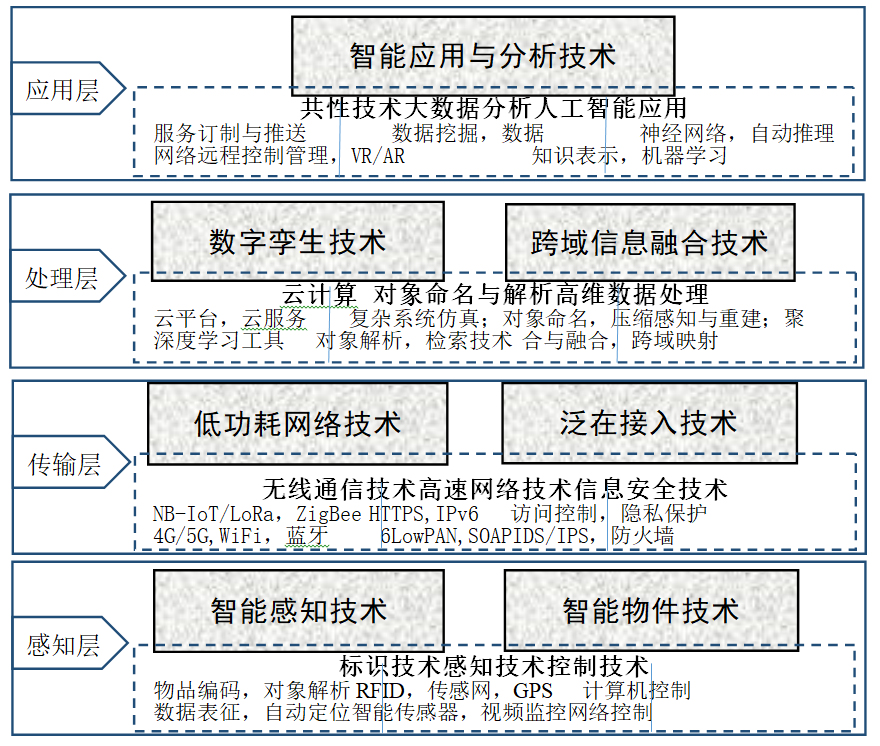 智能应用与分析技术
应用层
共性技术大数据分析人工智能应用
服务订制与推送 数据挖掘，数据 神经网络，自动推理
网络远程控制管理，VR/AR 知识表示，机器学习
数字孪生技术 跨域信息融合技术
处理层
云计算 对象命名与解析高维数据处理
云平台，云服务 复杂系统仿真；对象命名，压缩感知与重建；聚
深度学习工具 对象解析，检索技术 合与融合，跨域映射
低功耗网络技术 泛在接入技术
传输层
无线通信技术高速网络技术信息安全技术
NB-IoT/LoRa，ZigBee HTTPS,IPv6 访问控制，隐私保护
4G/5G,WiFi，蓝牙 6LowPAN,SOAPIDS/IPS，防火墙
智能感知技术 智能物件技术
感知层
标识技术感知技术控制技术
物品编码，对象解析 RFID，传感网，GPS 计算机控制
数据表征，自动定位智能传感器，视频监控网络控制